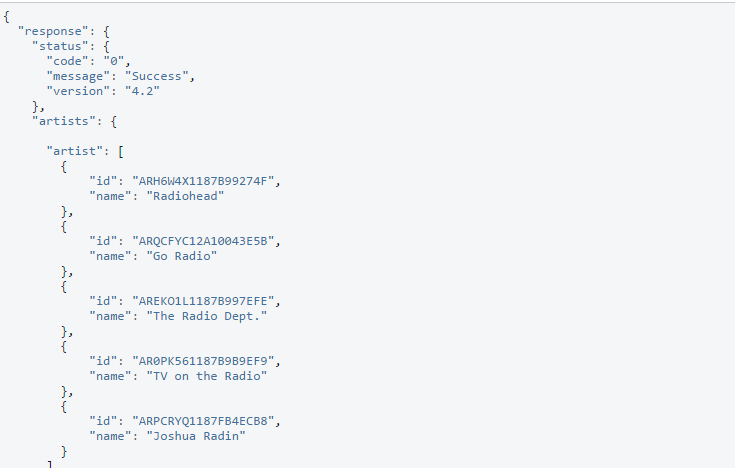 {
"response": {
"status": {
"code": "0",
"message": "Success",
"version": "4.2"
},
"artists": {
"artist": [
{
"id": "ARH6W4X1187B99274F",
"name": "Radiohead"
},
{
"id": "ARQCFYC12A10043E5B",
"name": "Go Radio"
},
{
"id": "AREKO1L1187B997EFE",
"name": "The Radio Dept."
},
{
"id": "AR0PK561187B9B9EF9",
"name": "TV on the Radio"
},
{
"id": "ARPCRYQ1187FB4ECB8",
"name": "Joshua Radin"
}
]